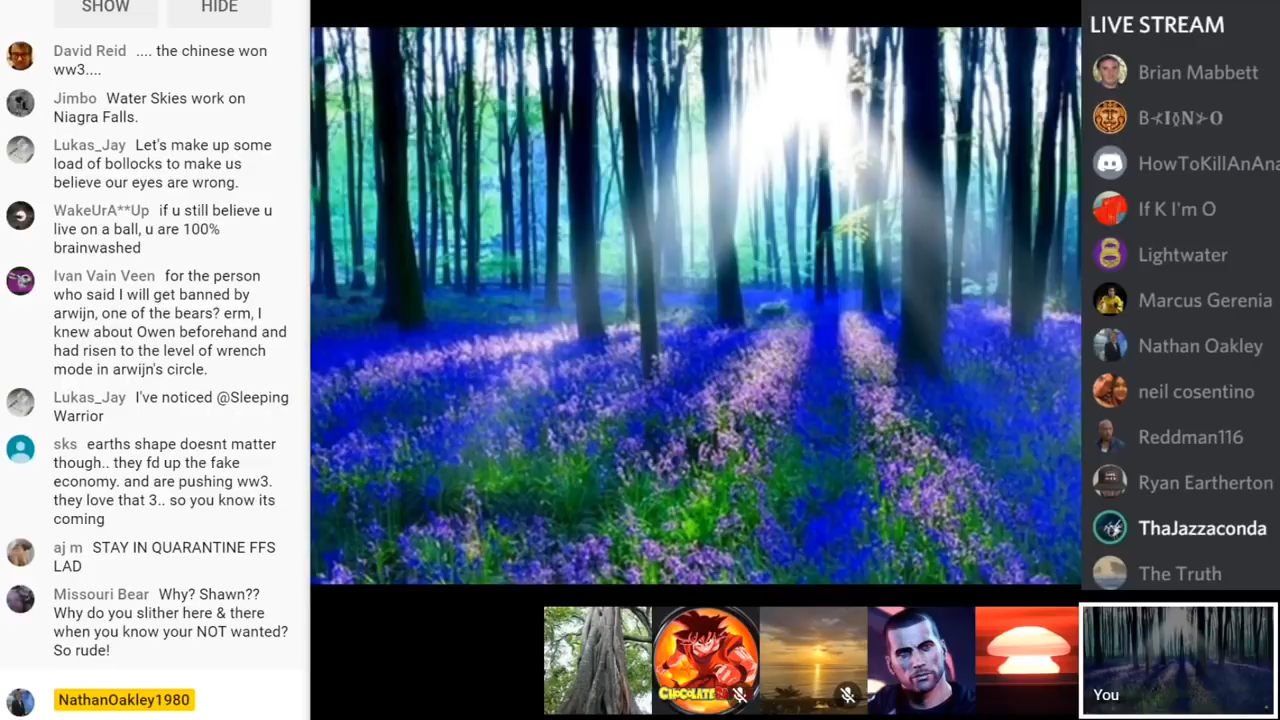 SHOW
HIDE
David Reid .... the chinese won
ww3....
Jimbo Water Skies work on
Niagra Falls.
Lukas_Jay Let's make up some
load of bollocks to make us
believe our eyes are wrong.
WakeUrA**Up if u still believe u
live on a ball, u are 100%
brainwashed
Ivan Vain Veen for the person
who said I will get banned by
arwijn, one of the bears? erm, I
knew about Owen beforehand and
had risen to the level of wrench
mode in arwijn's circle.
Lukas_Jay I've noticed @Sleeping
Warrior
sks earths shape doesnt matter
though.. they fd up the fake
economy. and are pushing ww3.
they love that 3.. so you know its
coming
aj m STAY IN QUARANTINE FFS
LAD
Missouri Bear Why? Shawn??
Why do you slither here & there
when you know your NOT wanted?
So rude!
NathanOakley1980
LIVE STREAM
Brian Mabbett
B⊰I◊N⊱O
HowToKillAnAna
If K I'm O
Lightwater
Marcus Gerenia
Nathan Oakley
neil cosentino
Reddman116
Ryan Eartherton
ThaJazzaconda
The Truth
CHOCOLATE
You